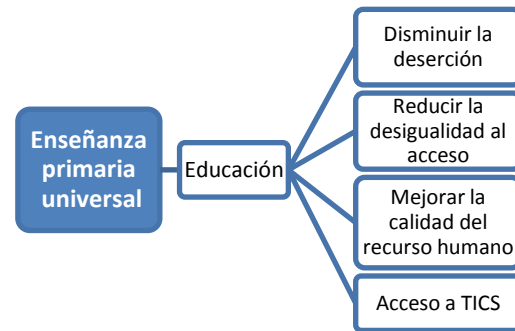 Enseñanza
primaria
universal
Educación
Disminuir la
deserción
Reducir la
desigualdad al
acceso
Mejorar la
calidad del
recurso humano
Acceso a TICS